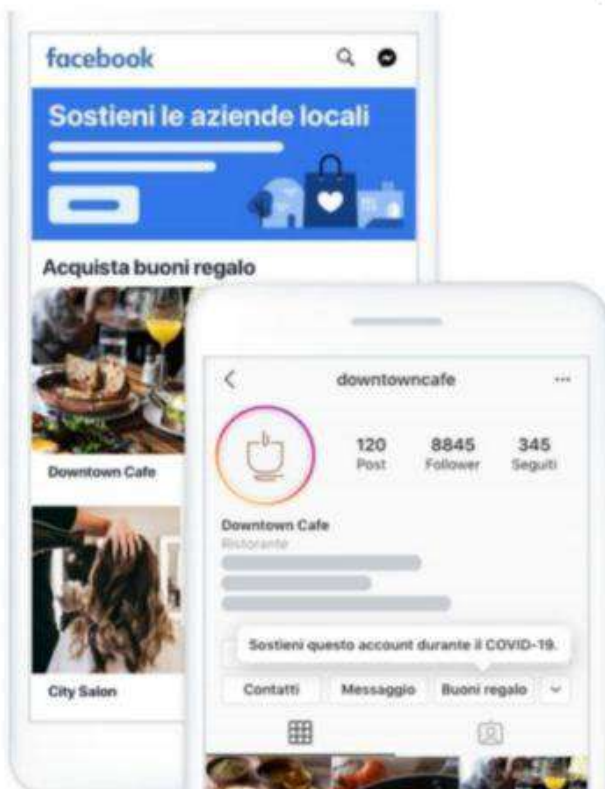 facebook
Sostieni le aziende locali
Acquista buoni regalo
Downtown Cafe
City Salon
downtowncafe
120 8845 345
Post Follower Seguiti
Downtown Cafe
Ristorante
Sostieni questo account durante il COVID-19.
Contatti Messaggio Buoni regalo